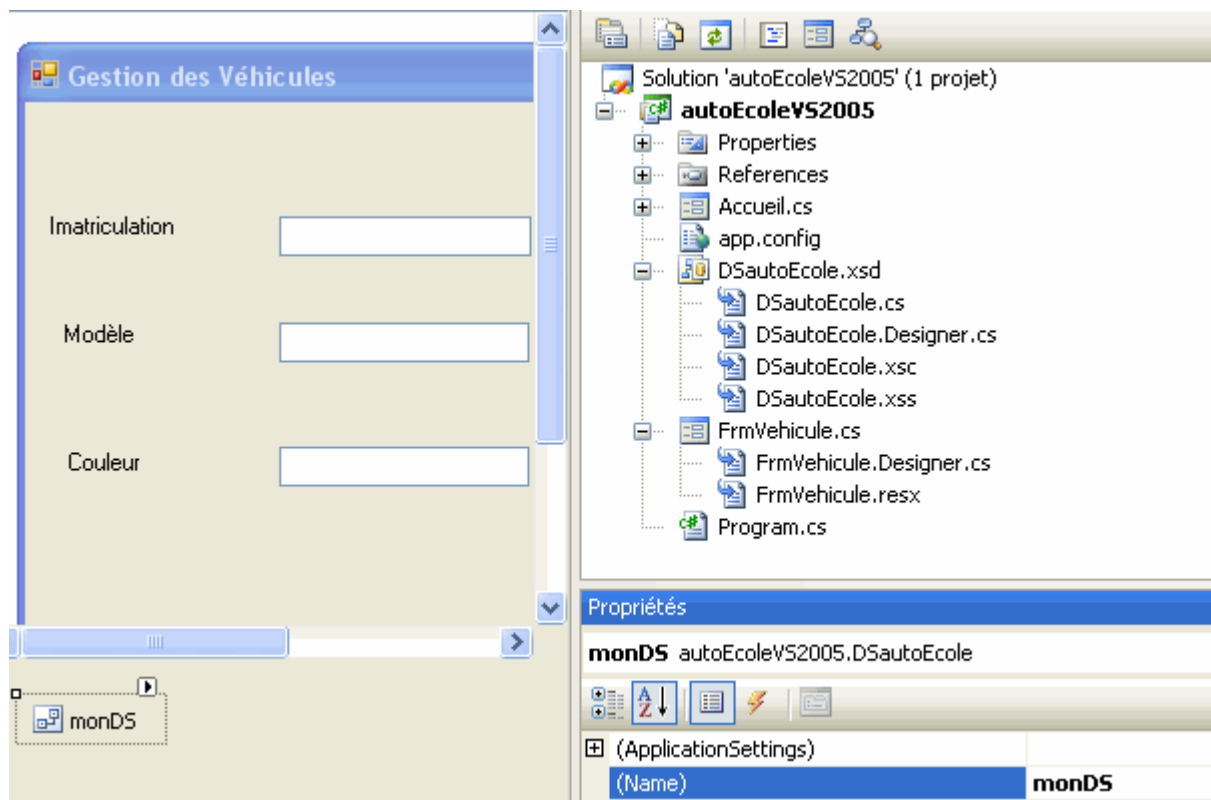 Gestion des Véhicules
Imatriculation
Modèle
Couleur
monDS
Solution 'autoEcoleVS2005' (1 projet)
autoEcoleVS2005
Properties
References
Accueil.cs
app.config
DSautoEcole.xsd
DSautoEcole.cs
DSautoEcole.Designer.cs
DSautoEcole.xsc
DSautoEcole.xss
FrmVehicule.cs
FrmVehicule.Designer.cs
FrmVehicule.resx
Program.cs
Propriétés
monDS autoEcoleVS2005.DSautoEcole
(ApplicationSettings)
(Name) monDS